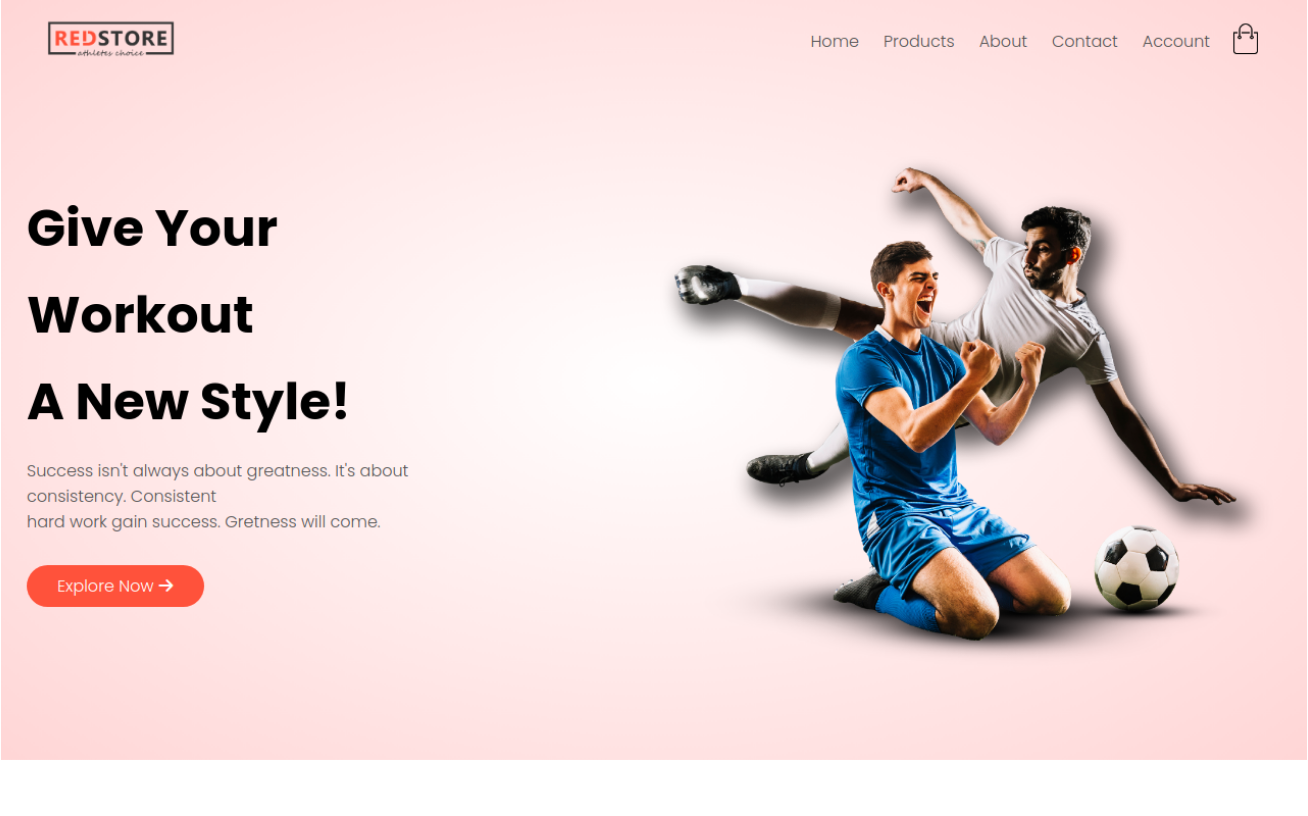 REDSTORE
athletes choice
Home Products About Contact Account
Give Your
Workout
A New Style!
Success isn't always about greatness. It's about
consistency. Consistent
hard work gain success. Gretness will come.
Explore Now →